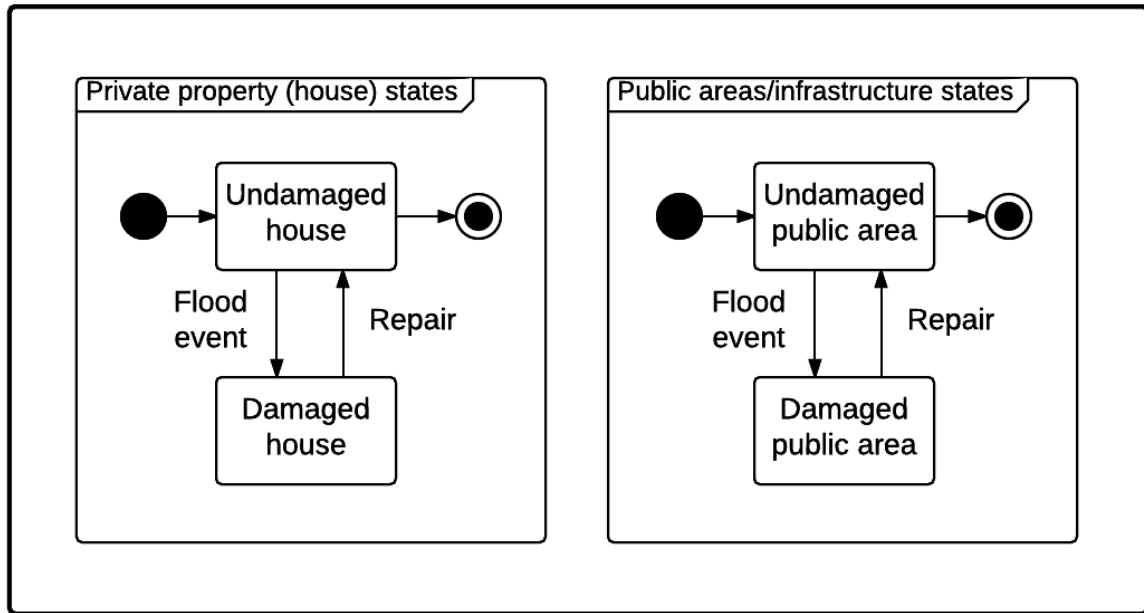 Private property (house) states
Undamaged
house
Flood
event
Repair
Damaged
house
Public areas/infrastructure states
Undamaged
public area
Flood
event
Repair
Damaged
public area